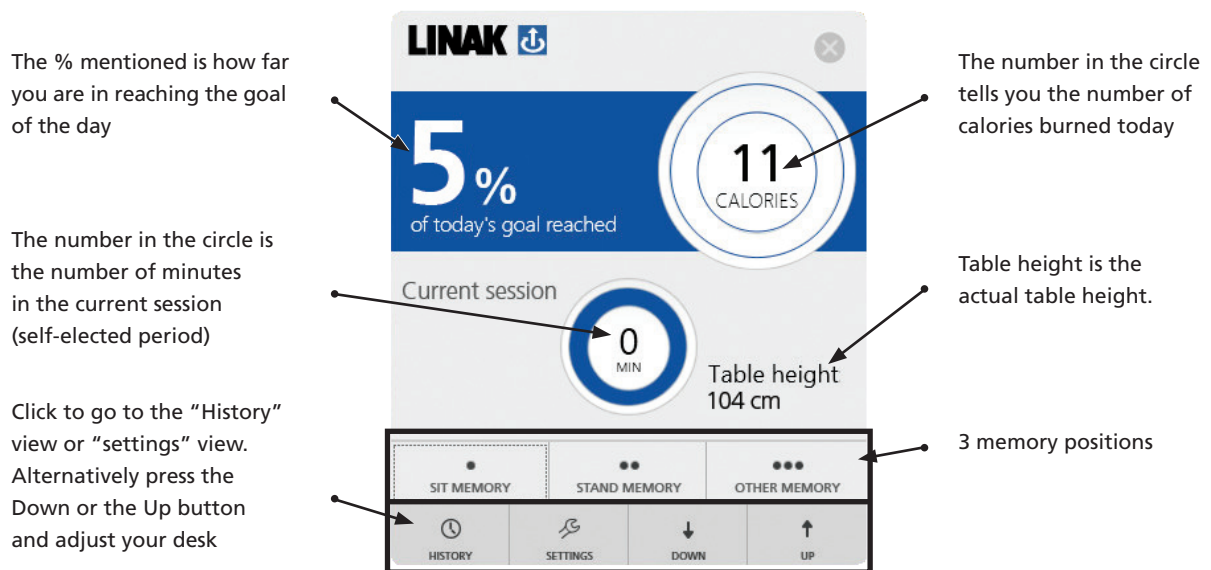 The % mentioned is how far
you are in reaching the goal
of the day
The number in the circle is
the number of minutes
in the current session
(self-elected period)
Click to go to the “History”
view or “settings” view.
Alternatively press the
Down or the Up button
and adjust your desk
LINAK
5%
of today's goal reached
11
CALORIES
Current session
0
MIN
Table height
104 cm
SIT MEMORY
STAND MEMORY
OTHER MEMORY
HISTORY
SETTINGS
DOWN
UP
The number in the circle
tells you the number of
calories burned today
Table height is the
actual table height.
3 memory positions